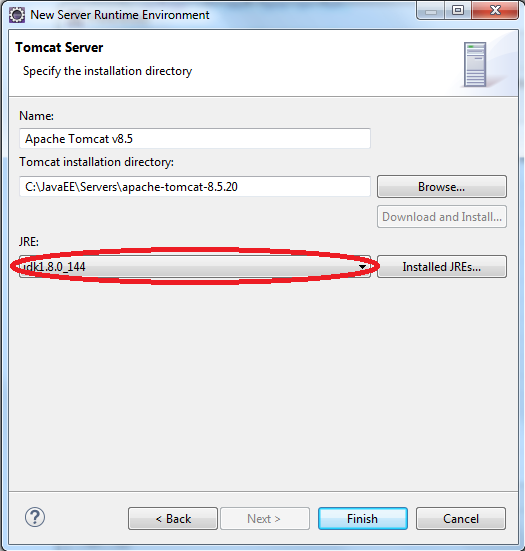 New Server Runtime Environment
Tomcat Server
Specify the installation directory
Name:
Apache Tomcat v8.5
Tomcat installation directory:
C:\JavaEE\Servers\apache-tomcat-8.5.20
Browse...
Download and Install...
JRE:
jdk1.8.0_144
Installed JREs...
?
< Back
Next >
Finish
Cancel